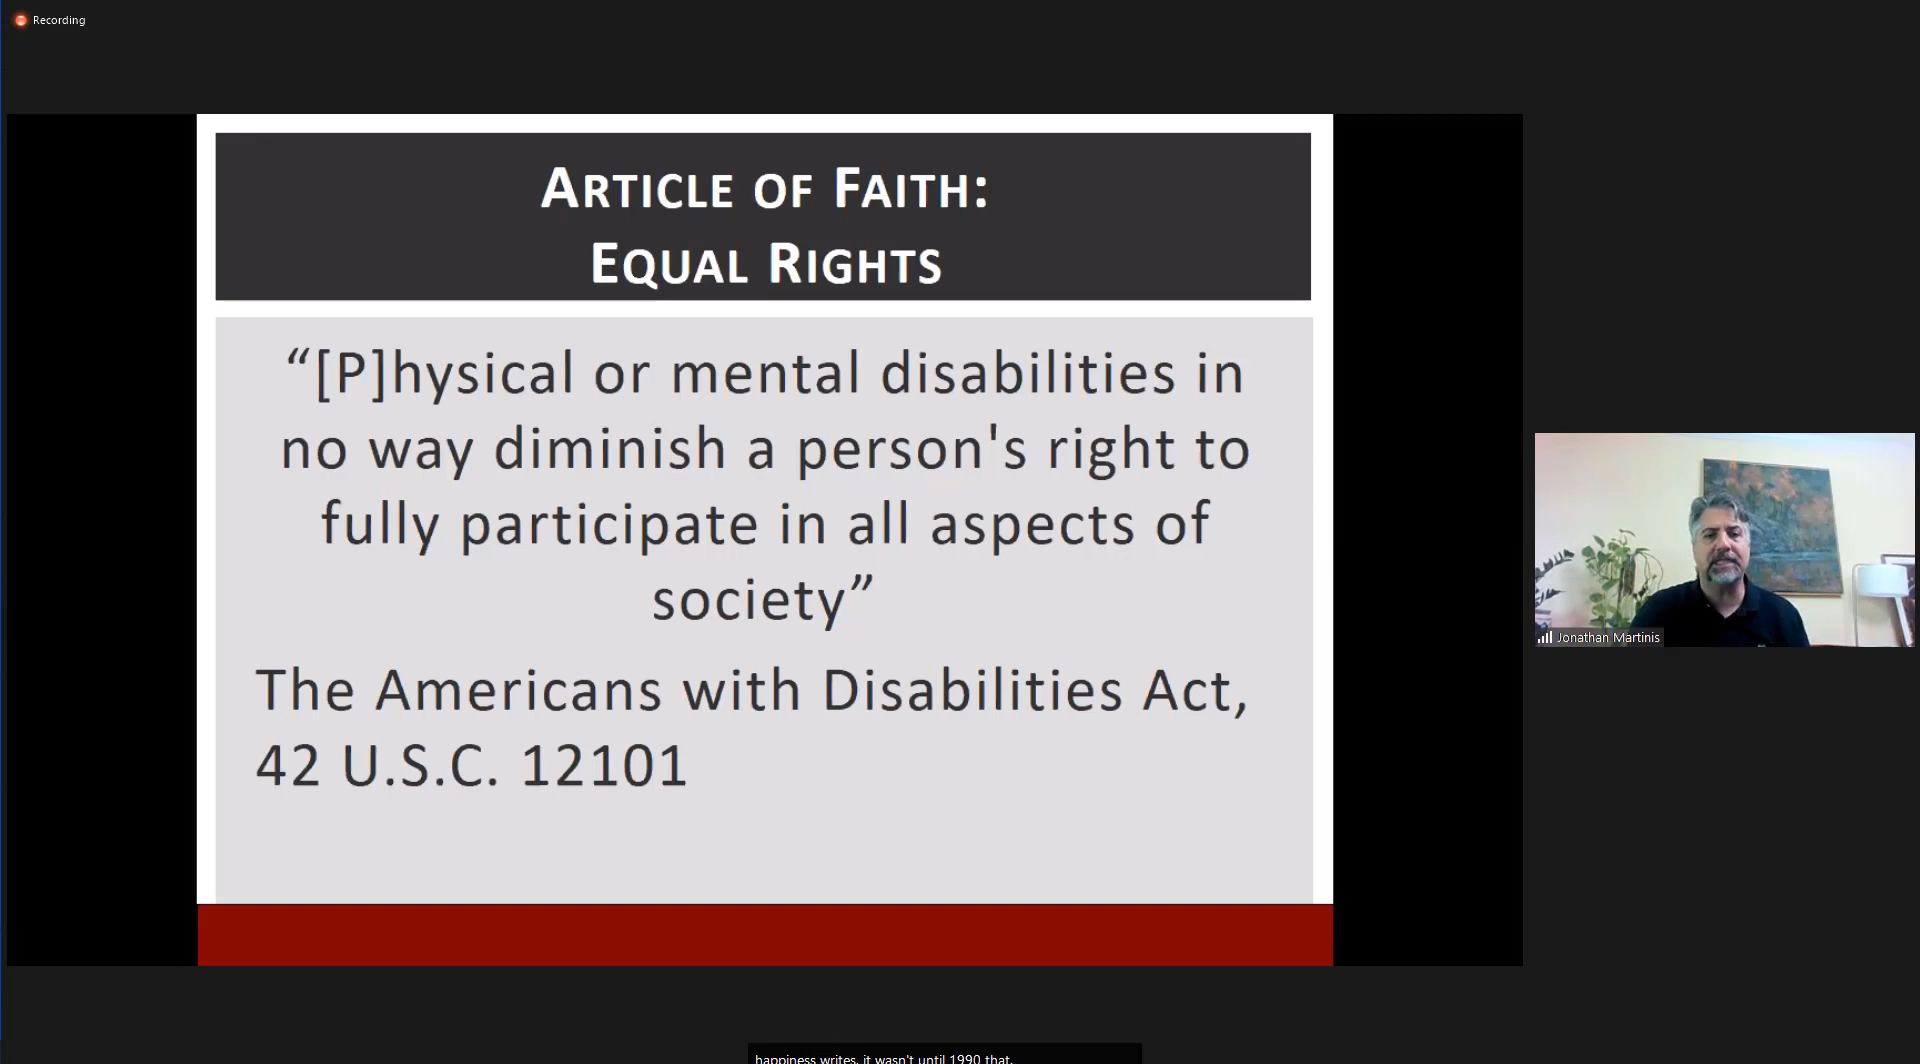 Recording
ARTICLE OF FAITH:
EQUAL RIGHTS
“[P]hysical or mental disabilities in
no way diminish a person's right to
fully participate in all aspects of
society”
The Americans with Disabilities Act,
42 U.S.C. 12101
Jonathan Martinis
happiness writes, it wasn't until 1990 that,